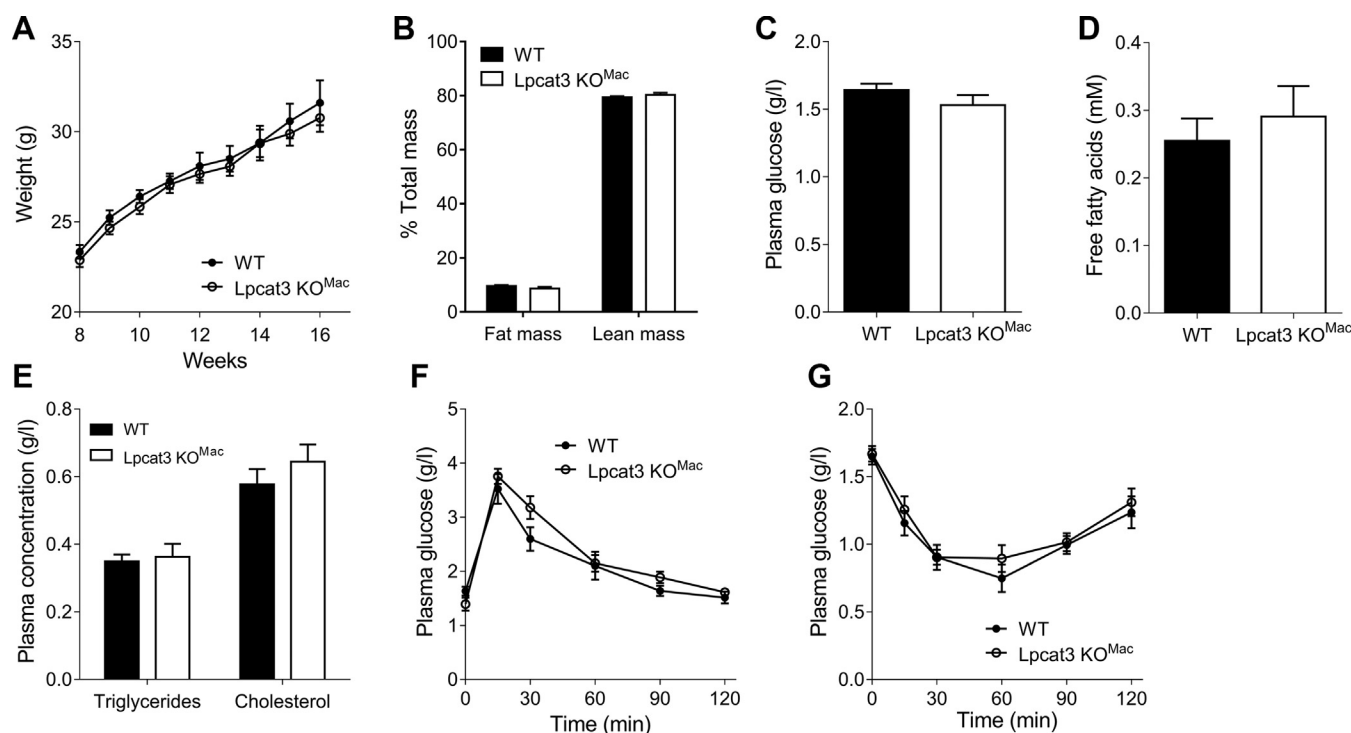 A
Weight (g)
35
30
25
20
8 10 12 14 16
Weeks
WT
Lpcat3 KOMac
B
% Total mass
100
80
60
40
20
0
WT
Lpcat3 KOMac
Fat mass Lean mass
C
Plasma glucose (g/l)
2.0
1.5
1.0
0.5
0.0
WT Lpcat3 KOMac
D
Free fatty acids (mM)
0.4
0.3
0.2
0.1
0.0
WT Lpcat3 KOMac
E
Plasma concentration (g/l)
0.8
0.6
0.4
0.2
0.0
WT
Lpcat3 KOMac
Triglycerides Cholesterol
F
Plasma glucose (g/l)
5
4
3
2
1
0
WT
Lpcat3 KOMac
0 30 60 90 120
Time (min)
G
Plasma glucose (g/l)
2.0
1.5
1.0
0.5
0.0
WT
Lpcat3 KOMac
0 30 60 90 120
Time (min)